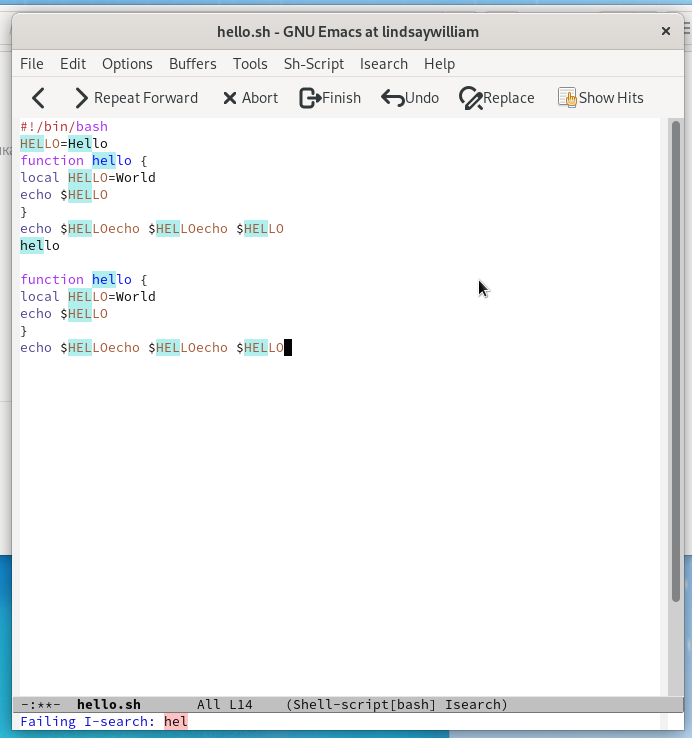 hello.sh - GNU Emacs at lindsaywilliam
File Edit Options Buffers Tools Sh-Script Isearch Help
Repeat Forward Abort Finish Undo Replace Show Hits
#!/bin/bash
HELLO=Hello
function hello {
local HELLO=World
echo $HELLO
}
echo $HELLOecho $HELLOecho $HELLO
hello
function hello {
local HELLO=World
echo $HELLO
}
echo $HELLOecho $HELLOecho $HELLO
-:**- hello.sh All L14 (Shell-script[bash] Isearch)
Failing I-search: hel